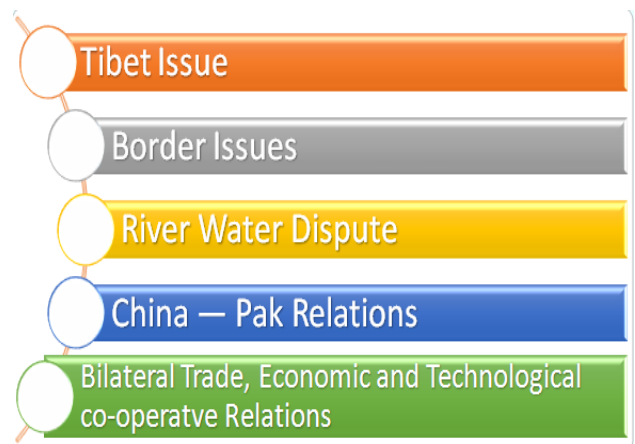 Tibet Issue
Border Issues
River Water Dispute
China — Pak Relations
Bilateral Trade, Economic and Technological
co-operatve Relations